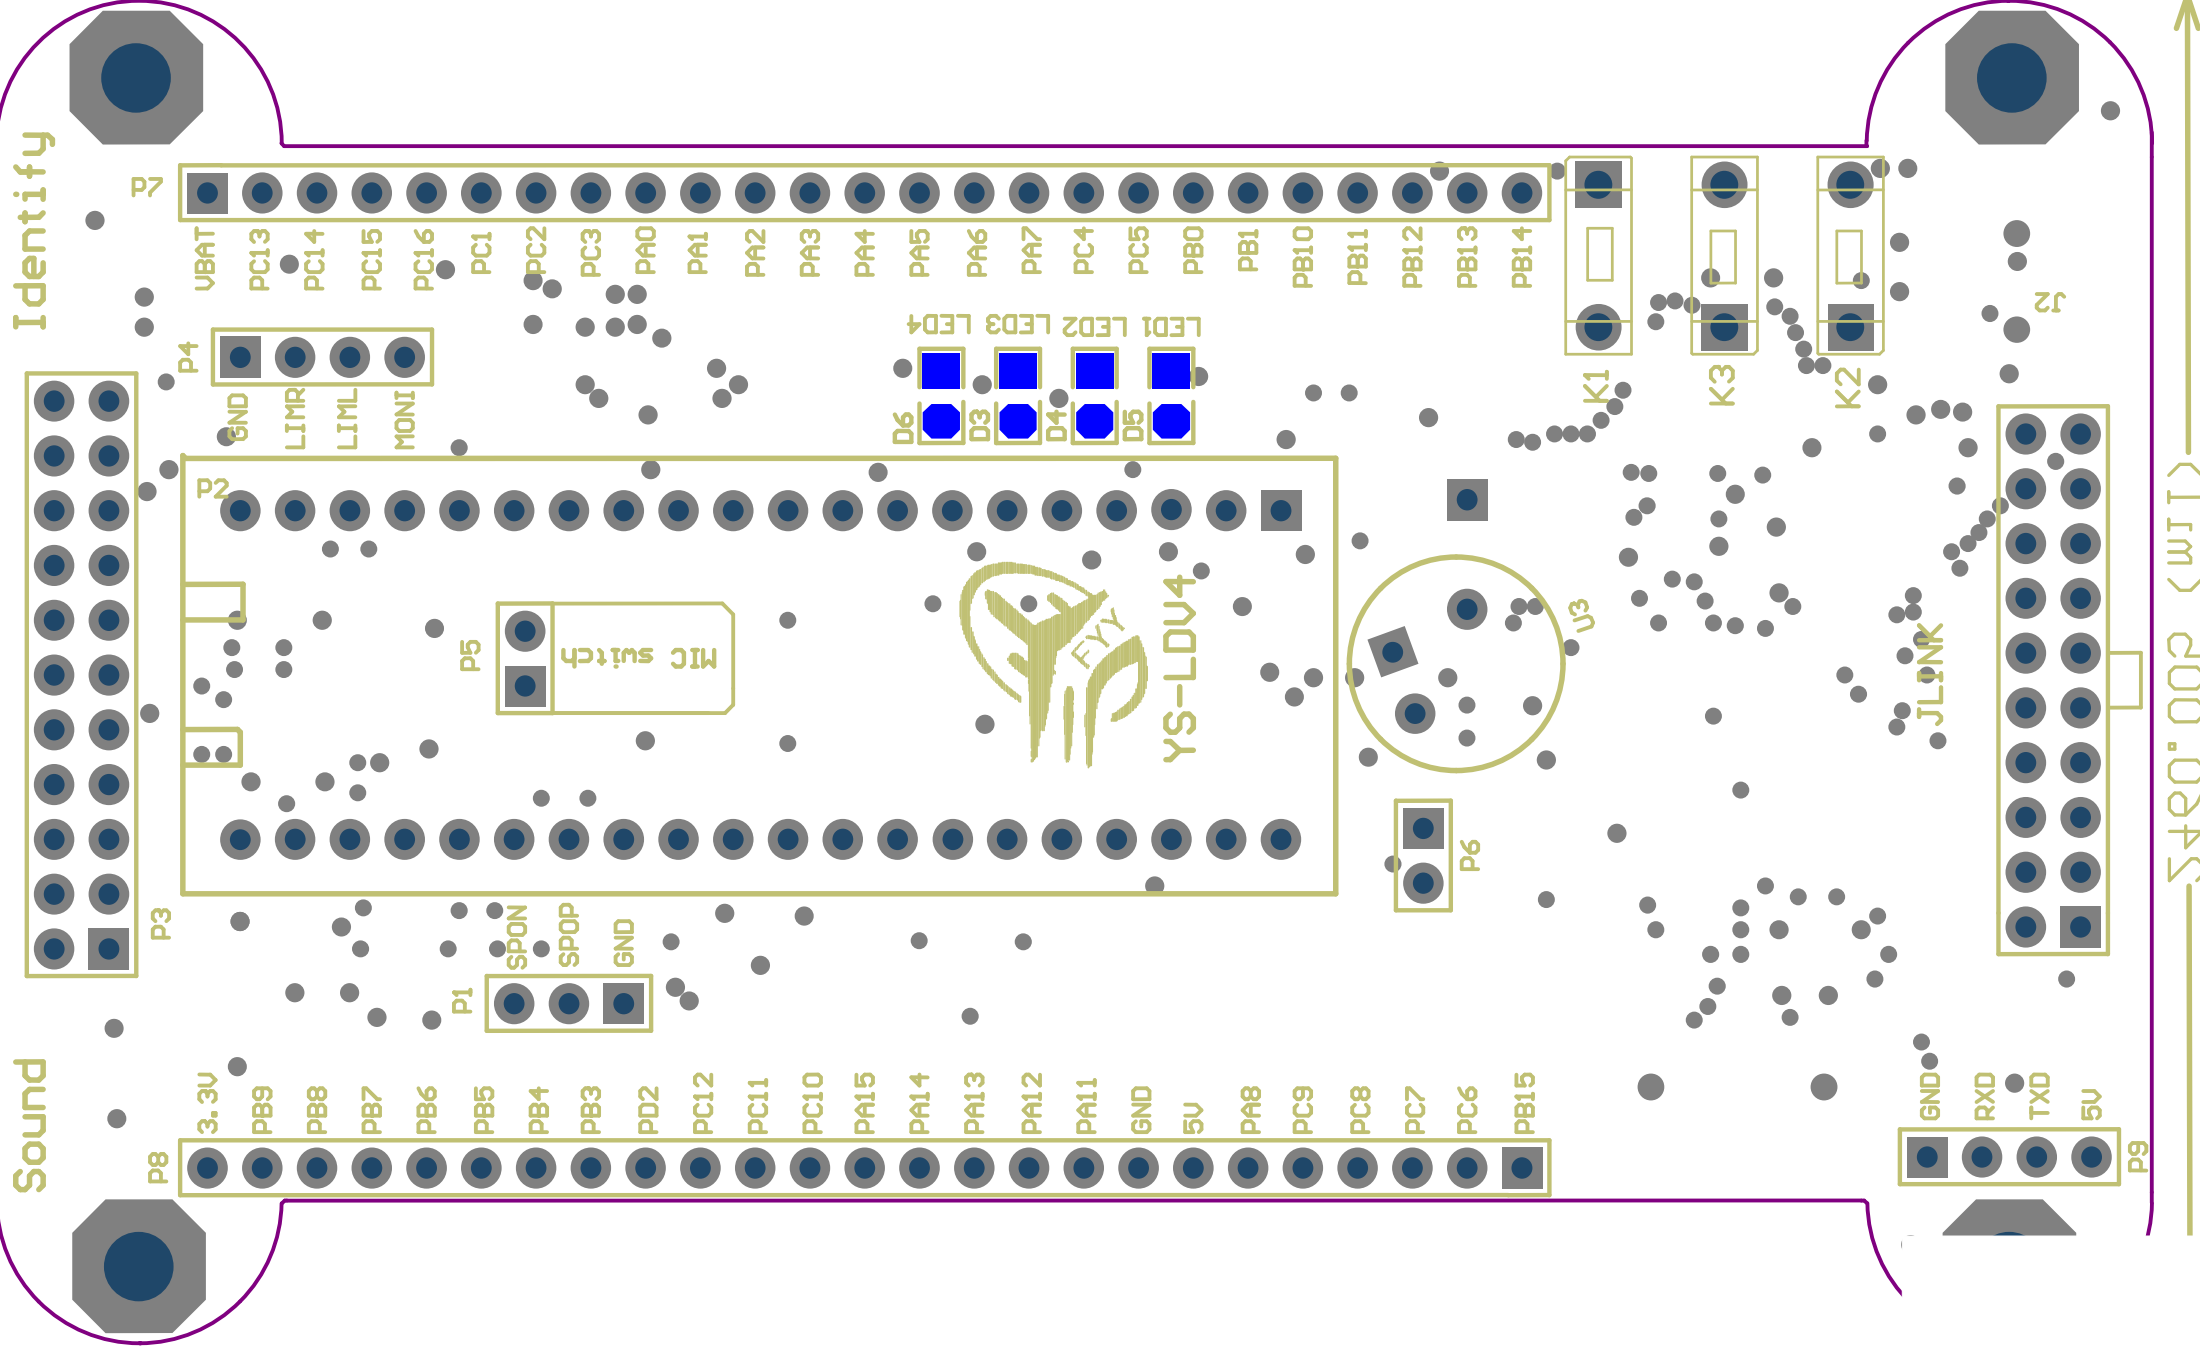 Identify
P7
VBAT
PC13
PC14
PC15
PC16
PC1
PC2
PC3
PA0
PA1
PA2
PA3
PA4
PA5
PA6
PA7
PC4
PC5
PB0
PB1
PB10
PB11
PB12
PB13
PB14
J2
P4
GND
LIMR
LIML
MONI
LED4
LED3
LED2
LED1
D6
D3
D4
D5
K1
K3
K2
P2
P5
MIC
switch
FYY
YS-LDV4
U3
JLINK
2460.005 (mil)
P6
P3
SPON
SPOP
GND
P1
Sound
P8
3.3V
PB9
PB8
PB7
PB6
PB5
PB4
PB3
PD2
PC12
PC11
PC10
PA15
PA14
PA13
PA12
PA11
GND
5V
PA8
PC9
PC8
PC7
PC6
PB15
GND
RXD
TXD
5V
P9